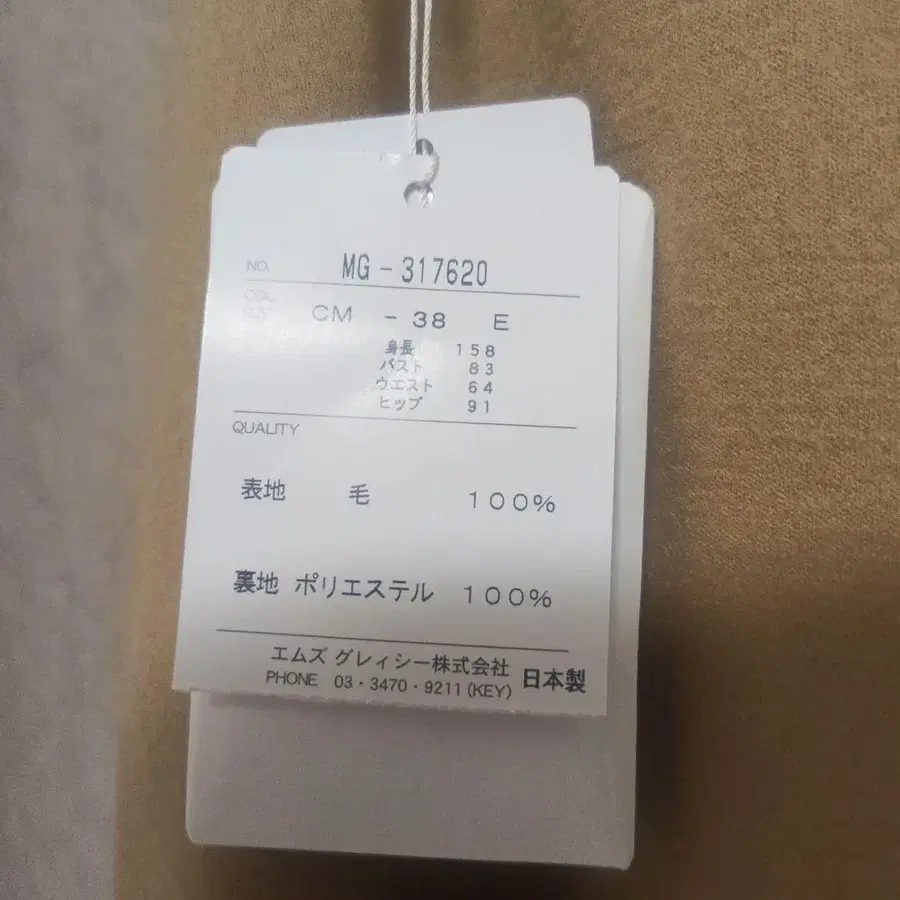 NO. MG-317620
COL.
SIZE CM -38 E
身長 158
バスト 83
ウエスト 64
ヒップ 91
QUALITY
表地 毛 100%
裏地 ポリエステル 100%
エムズ グレィシー株式会社 日本製
PHONE 03・3470・9211(KEY)